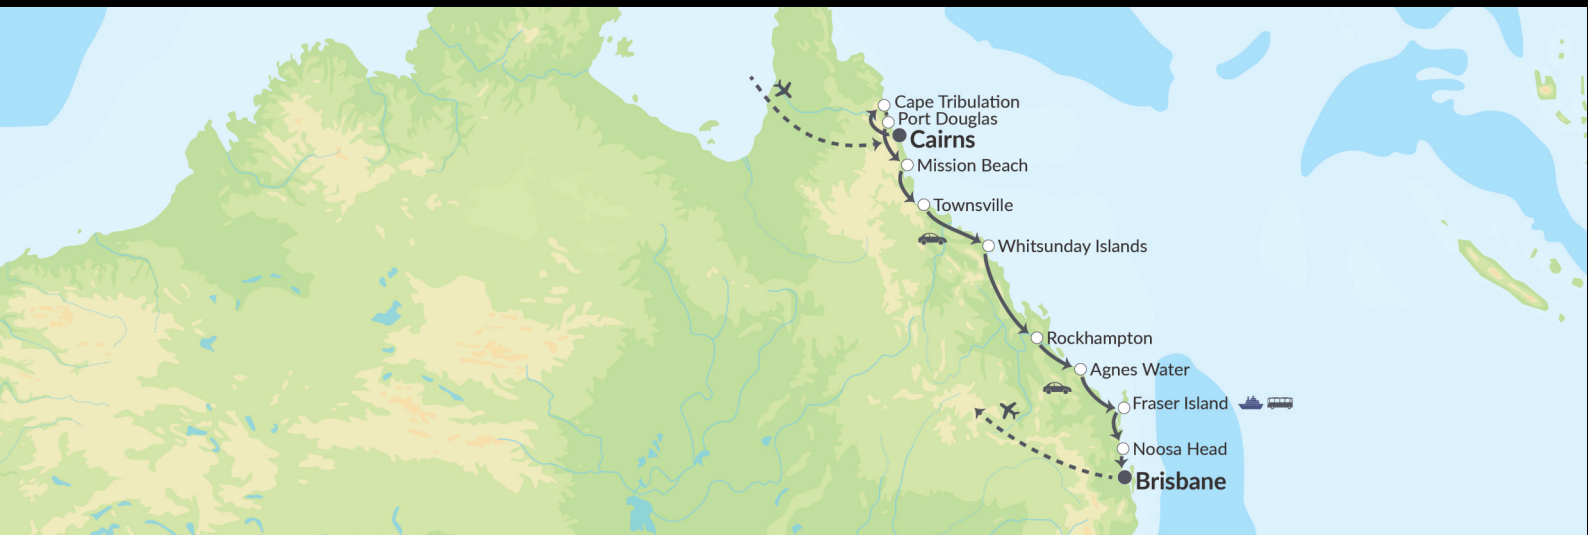 Cape Tribulation
Port Douglas
Cairns
Mission Beach
Townsville
Whitsunday Islands
Rockhampton
Agnes Water
Fraser Island
Noosa Head
Brisbane